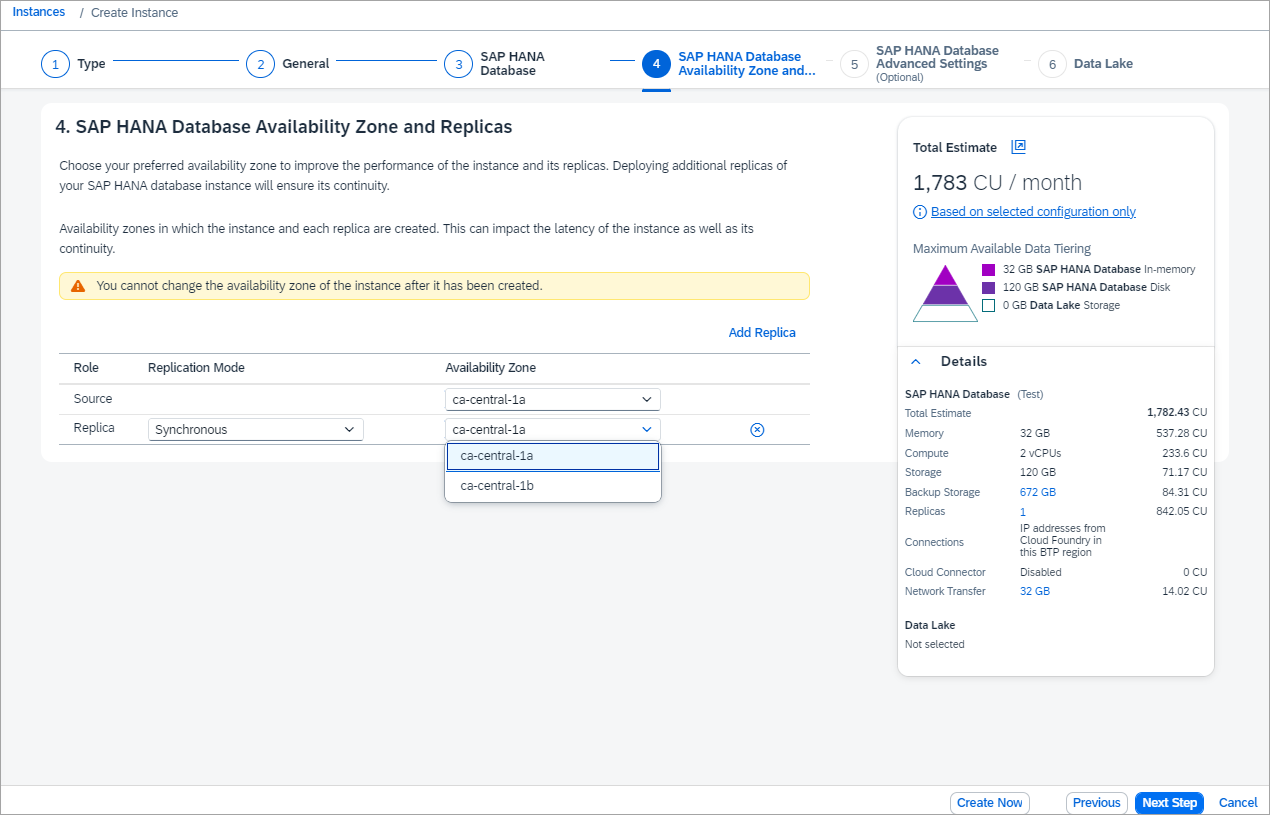 Instances / Create Instance
1 Type
2 General
3 SAP HANA
Database
4 SAP HANA Database
Availability Zone and...
5 SAP HANA Database
Advanced Settings
(Optional)
6 Data Lake
4. SAP HANA Database Availability Zone and Replicas
Choose your preferred availability zone to improve the performance of the instance and its replicas. Deploying additional replicas of
your SAP HANA database instance will ensure its continuity.
Availability zones in which the instance and each replica are created. This can impact the latency of the instance as well as its
continuity.
You cannot change the availability zone of the instance after it has been created.
Add Replica
Role Replication Mode Availability Zone
Source ca-central-1a
Replica Synchronous ca-central-1a
ca-central-1a
ca-central-1b
Total Estimate
1,783 CU / month
Based on selected configuration only
Maximum Available Data Tiering
32 GB SAP HANA Database In-memory
120 GB SAP HANA Database Disk
0 GB Data Lake Storage
Details
SAP HANA Database (Test)
Total Estimate 1,782.43 CU
Memory 32 GB 537.28 CU
Compute 2 vCPUs 233.6 CU
Storage 120 GB 71.17 CU
Backup Storage 672 GB 84.31 CU
Replicas 1 842.05 CU
Connections IP addresses from
Cloud Foundry in
this BTP region
Cloud Connector Disabled 0 CU
Network Transfer 32 GB 14.02 CU
Data Lake
Not selected
Create Now Previous Next Step Cancel